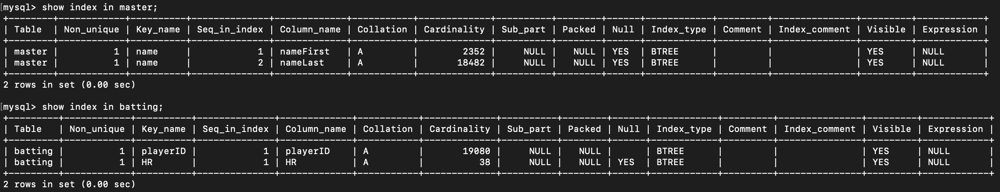 mysql> show index in master;
+--------+------------+----------+--------------+-------------+-----------+-------------+----------+--------+------+------------+---------+---------------+---------+------------+
| Table  | Non_unique | Key_name | Seq_in_index | Column_name | Collation | Cardinality | Sub_part | Packed | Null | Index_type | Comment | Index_comment | Visible | Expression |
+--------+------------+----------+--------------+-------------+-----------+-------------+----------+--------+------+------------+---------+---------------+---------+------------+
| master |          1 | name     |            1 | nameFirst   | A         |        2352 |     NULL |   NULL | YES  | BTREE      |         |               | YES     | NULL       |
| master |          1 | name     |            2 | nameLast    | A         |       18482 |     NULL |   NULL | YES  | BTREE      |         |               | YES     | NULL       |
+--------+------------+----------+--------------+-------------+-----------+-------------+----------+--------+------+------------+---------+---------------+---------+------------+
2 rows in set (0.00 sec)
mysql> show index in batting;
+---------+------------+----------+--------------+-------------+-----------+-------------+----------+--------+------+------------+---------+---------------+---------+------------+
| Table   | Non_unique | Key_name | Seq_in_index | Column_name | Collation | Cardinality | Sub_part | Packed | Null | Index_type | Comment | Index_comment | Visible | Expression |
+---------+------------+----------+--------------+-------------+-----------+-------------+----------+--------+------+------------+---------+---------------+---------+------------+
| batting |          1 | playerID |            1 | playerID    | A         |       19080 |     NULL |   NULL |      | BTREE      |         |               | YES     | NULL       |
| batting |          1 | HR       |            1 | HR          | A         |          38 |     NULL |   NULL | YES  | BTREE      |         |               | YES     | NULL       |
+---------+------------+----------+--------------+-------------+-----------+-------------+----------+--------+------+------------+---------+---------------+---------+------------+
2 rows in set (0.00 sec)